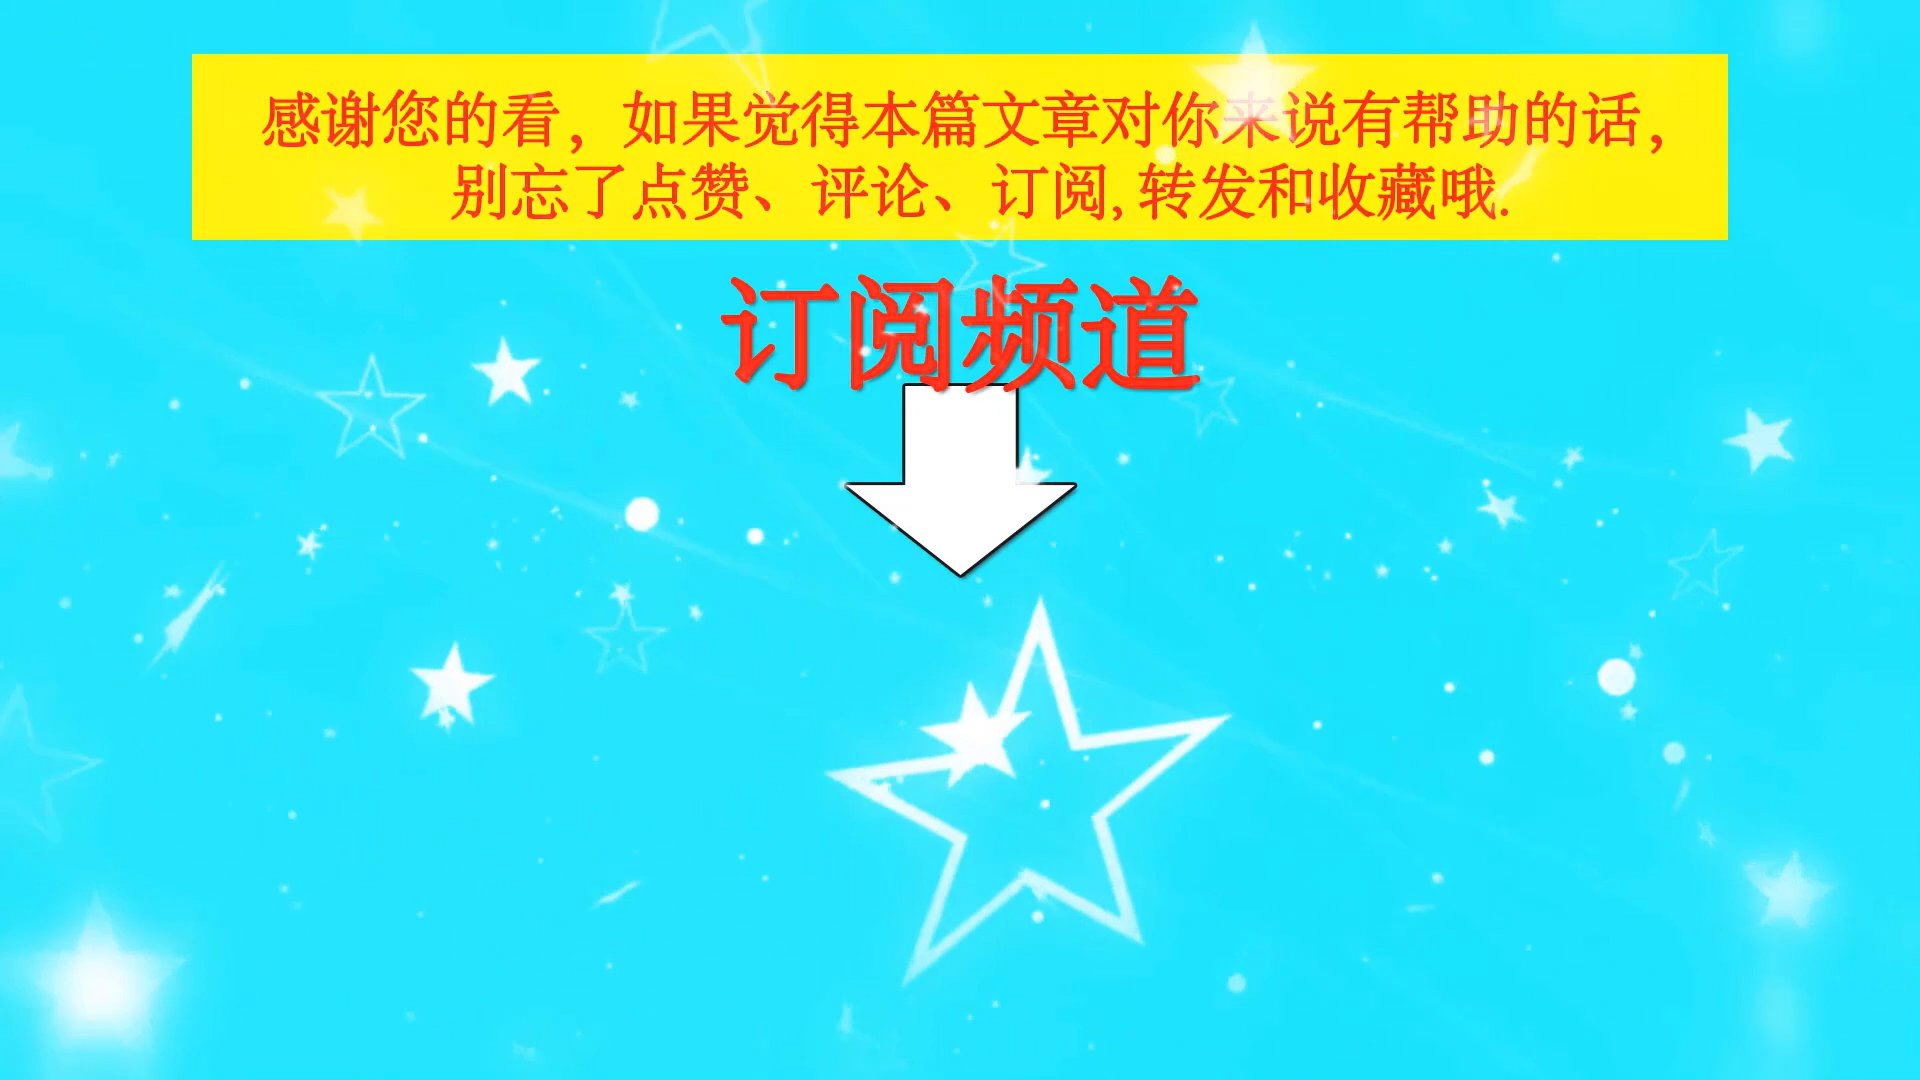 感谢您的看，如果觉得本篇文章对你来说有帮助的话，
别忘了点赞、评论、订阅,转发和收藏哦.
订阅频道